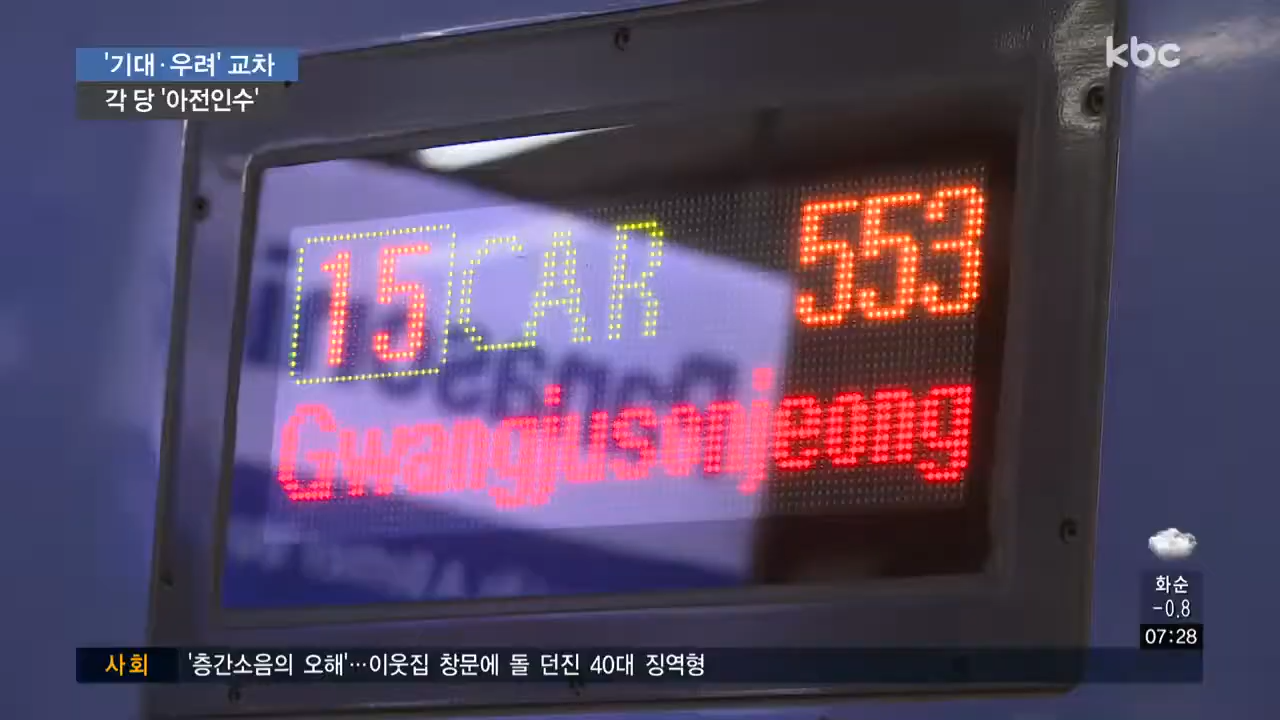 '기대·우려' 교차
각 당 '아전인수'
kbc
15 CAR 553
Gwangjusongjeong
화순
-0.8
07:28
사회 '층간소음의 오해'…이웃집 창문에 돌 던진 40대 징역형